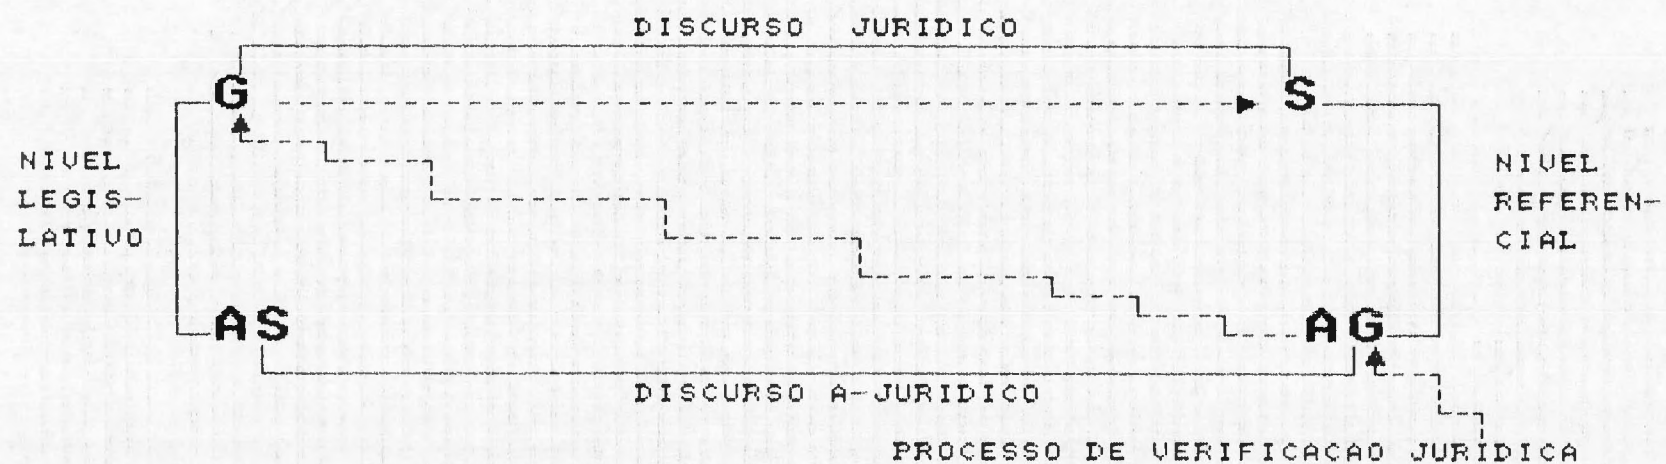 DISCURSO JURIDICO
G
S
NIVEL
LEGIS-
LATIVO
NIVEL
REFEREN-
CIAL
AS
AG
DISCURSO A-JURIDICO
PROCESSO DE VERIFICACAO JURIDICA